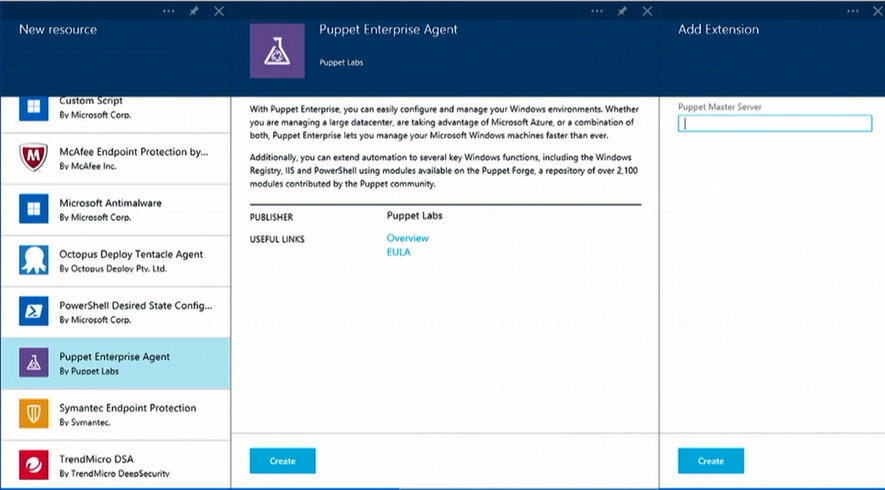 New resource
Custom Script
By Microsoft Corp.
McAfee Endpoint Protection by...
By McAfee Inc.
Microsoft Antimalware
By Microsoft Corp.
Octopus Deploy Tentacle Agent
By Octopus Deploy Pty. Ltd.
PowerShell Desired State Config...
By Microsoft Corp.
Puppet Enterprise Agent
By Puppet Labs
Symantec Endpoint Protection
By Symantec.
TrendMicro DSA
By TrendMicro DeepSecurity
Puppet Enterprise Agent
Puppet Labs
With Puppet Enterprise, you can easily configure and manage your Windows environments. Whether
you are managing a large datacenter, are taking advantage of Microsoft Azure, or a combination of
both, Puppet Enterprise lets you manage your Microsoft Windows machines faster than ever.
Additionally, you can extend automation to several key Windows functions, including the Windows
Registry, IIS and PowerShell using modules available on the Puppet Forge, a repository of over 2,100
modules contributed by the Puppet community.
PUBLISHER Puppet Labs
USEFUL LINKS Overview
EULA
Create
Add Extension
Puppet Master Server
Create